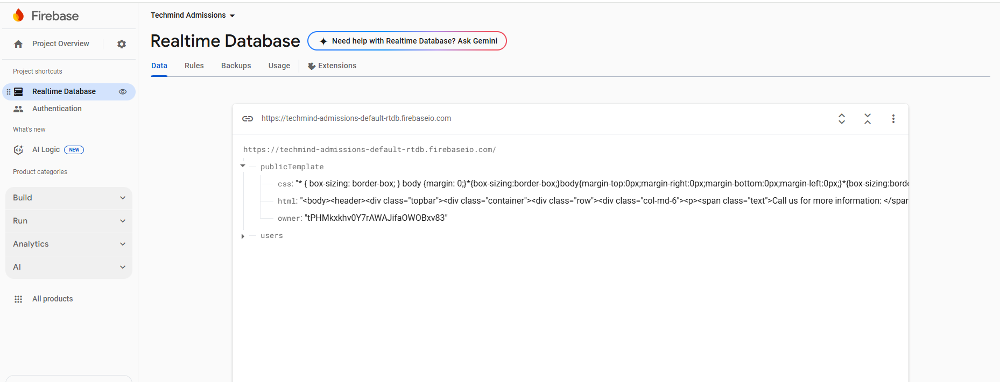 Firebase
Project Overview
Project shortcuts
Realtime Database
Authentication
What's new
AI Logic NEW
Product categories
Build
Run
Analytics
AI
All products
Techmind Admissions
Realtime Database
Need help with Realtime Database? Ask Gemini
Data Rules Backups Usage Extensions
https://techmind-admissions-default-rtdb.firebaseio.com
https://techmind-admissions-default-rtdb.firebaseio.com/
publicTemplate
css: "* { box-sizing: border-box; } body {margin: 0;}*{box-sizing:border-box;}body{margin-top:0px;margin-right:0px;margin-bottom:0px;margin-left:0px;}*{box-sizing:borde
html: "<body><header><div class="topbar"><div class="container"><div class="row"><div class="col-md-6"><p><span class="text">Call us for more information: </span
owner: "tPHMkxkhv0Y7rAWAJifaOWOBxv83"
users